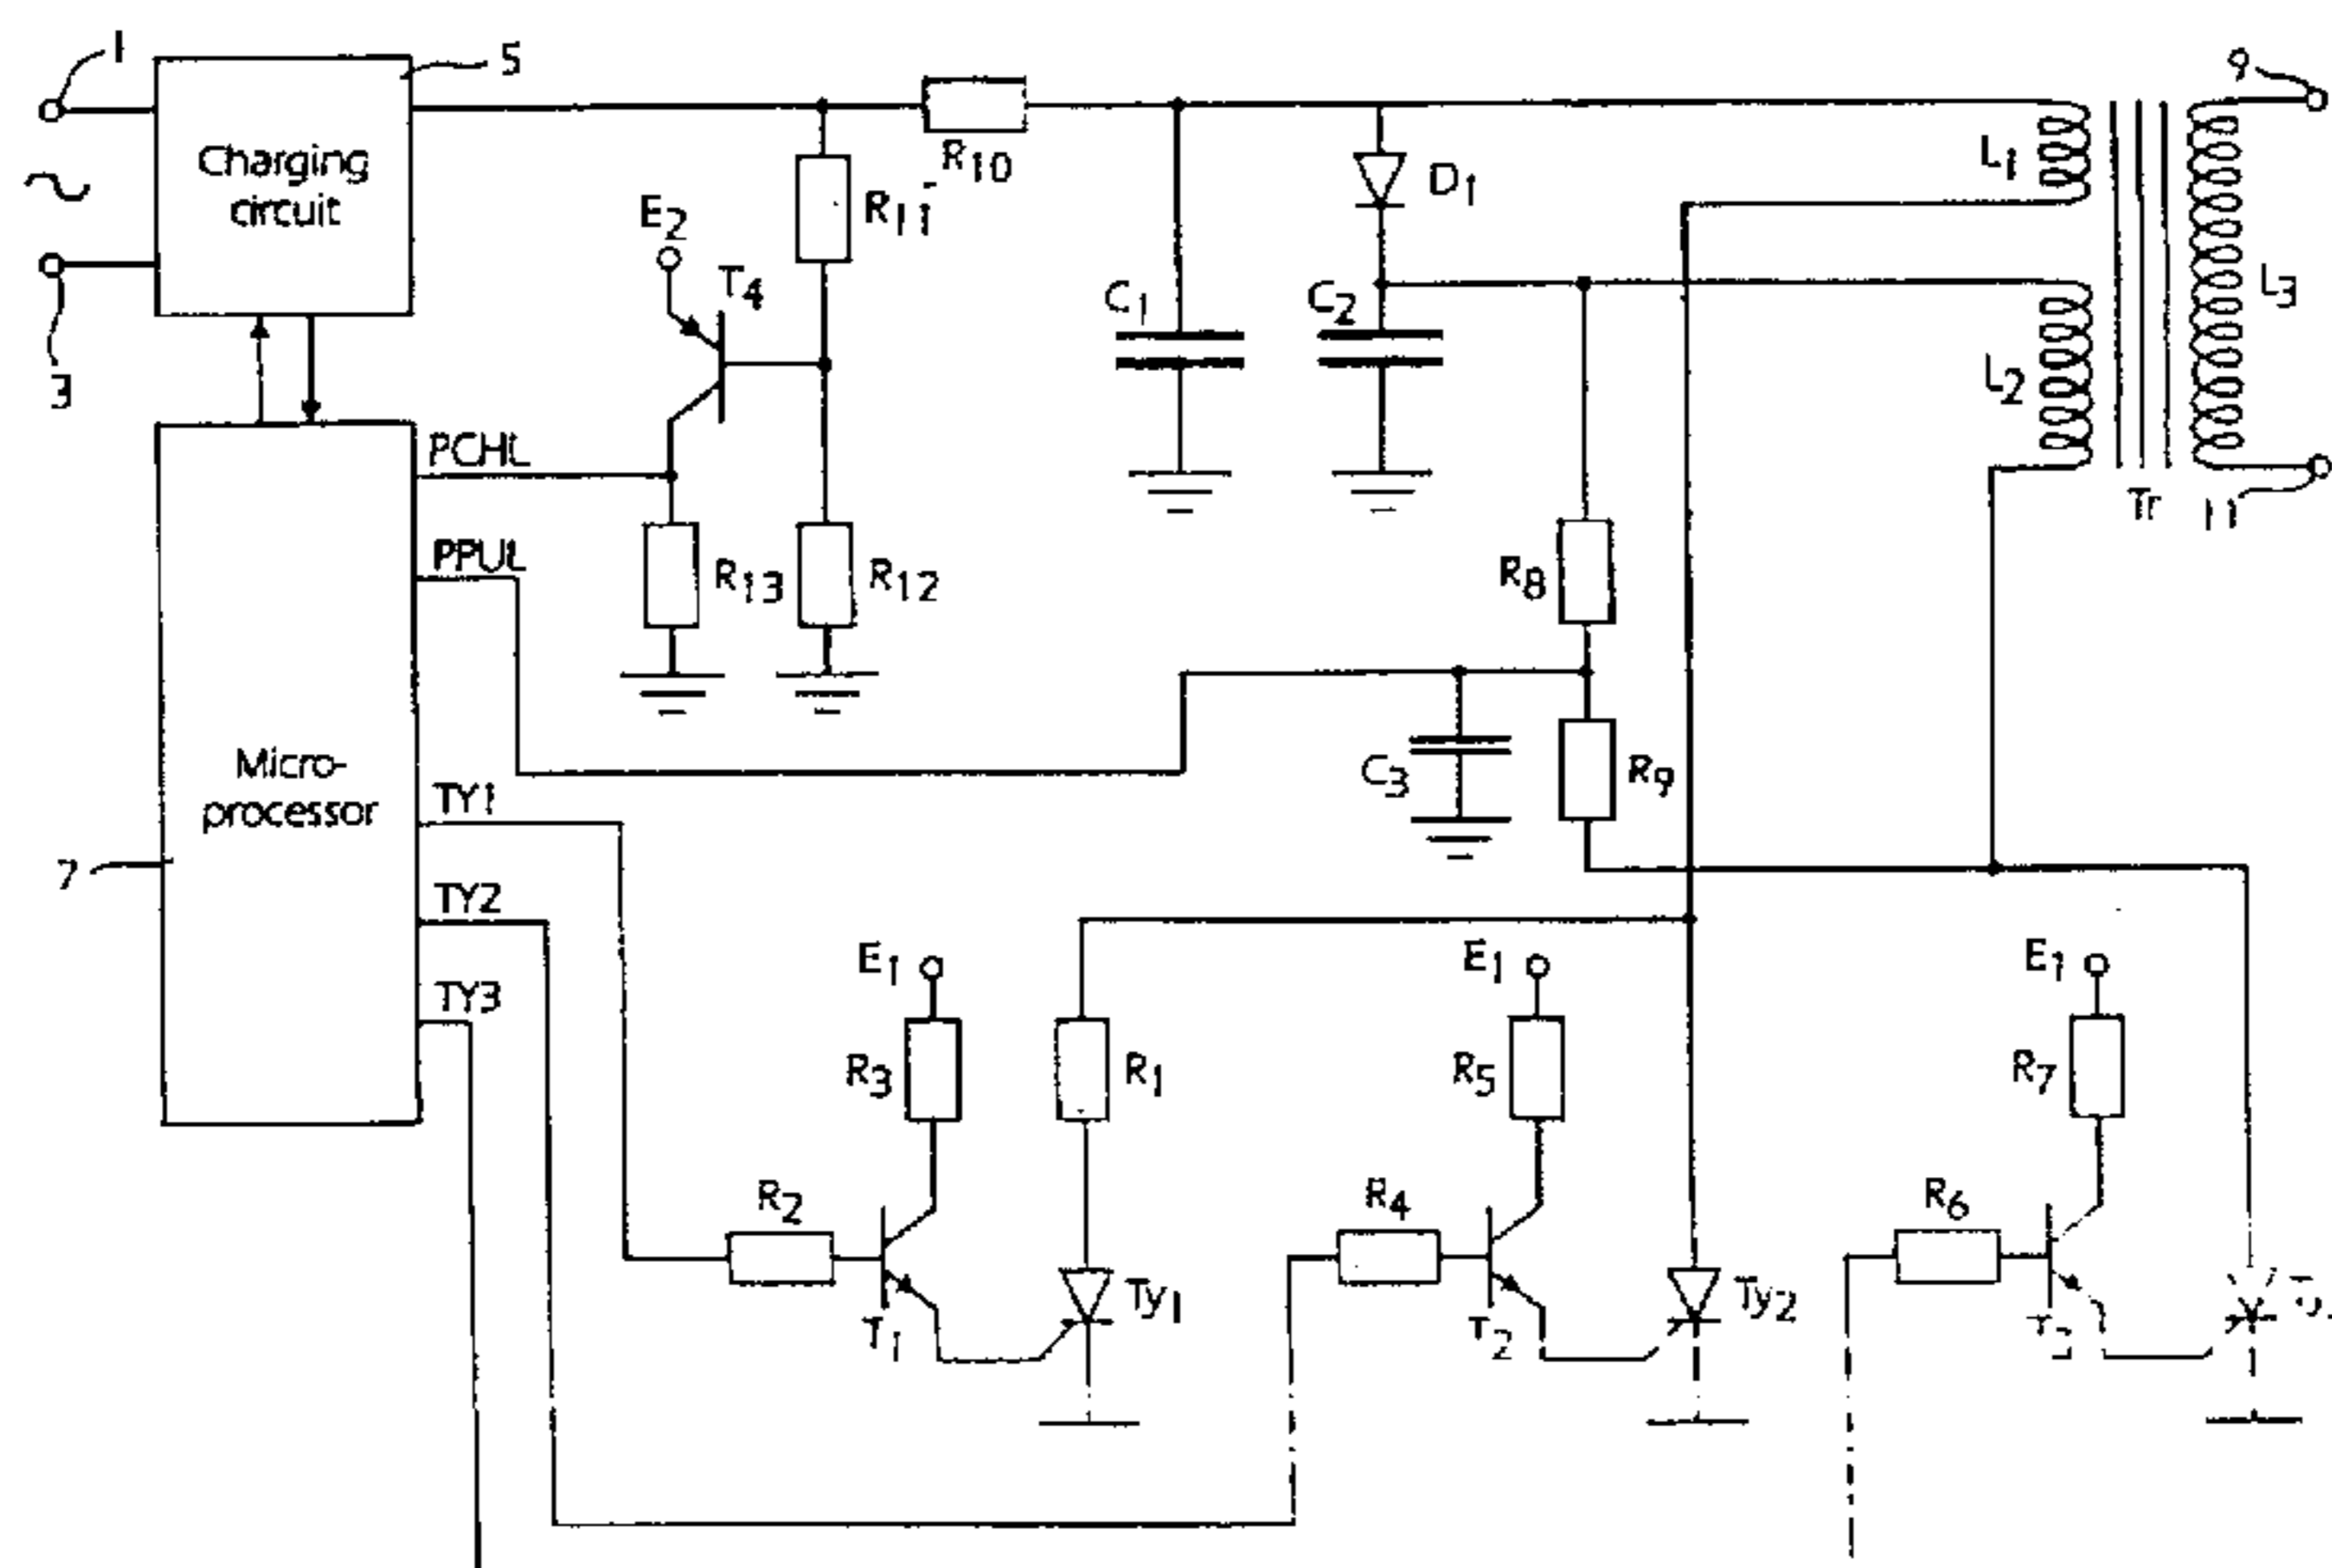 1
5
9
Charging
circuit
R10
D1
L1
R11
E2
T4
C1
C2
L3
L2
3
PCHL
Tr
11
PPUL
R13
R12
R8
Micro-
processor
C3
R9
TY1
7
TY2
TY3
E1
E1
E1
R3
R1
R5
R7
R2
R4
R6
T1
Ty1
T2
Ty2